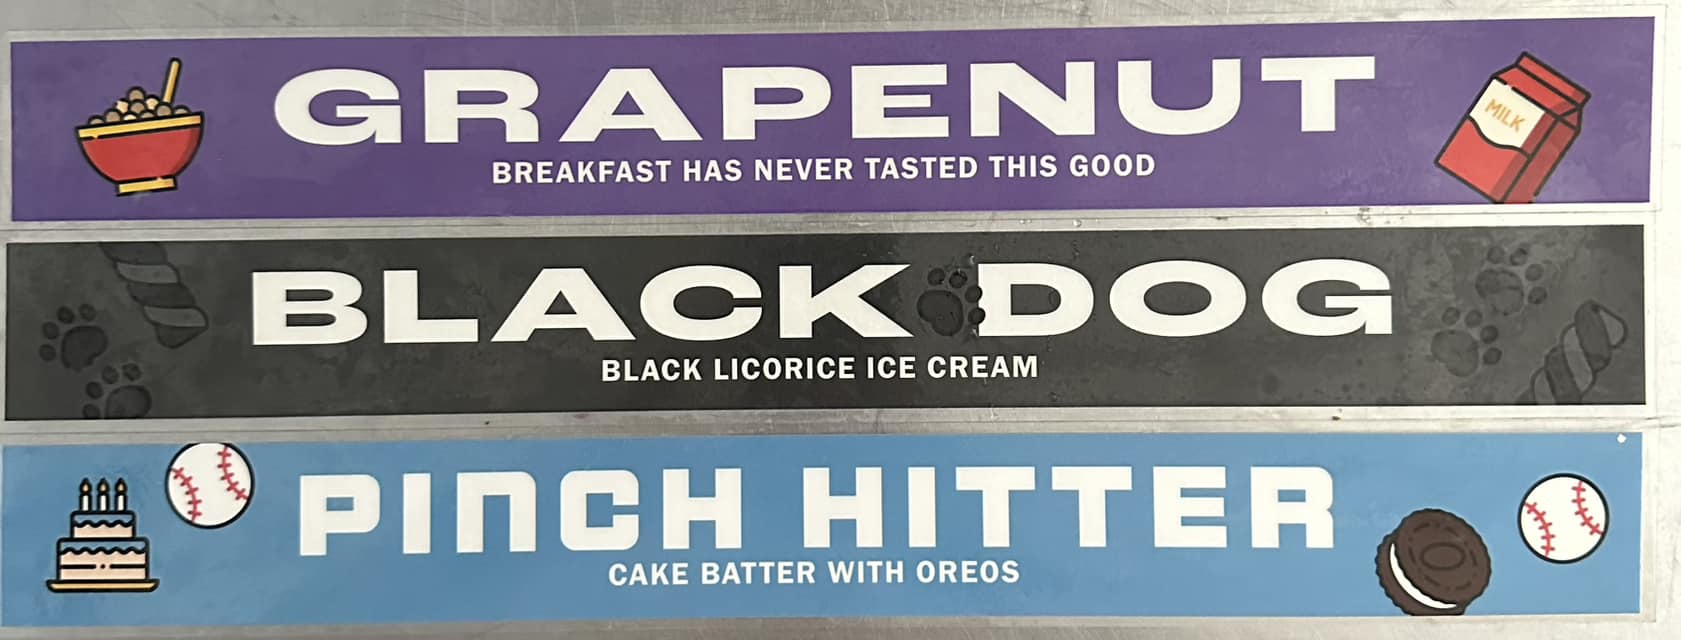 GRAPENUT
BREAKFAST HAS NEVER TASTED THIS GOOD
MILK
BLACK DOG
BLACK LICORICE ICE CREAM
PINCH HITTER
CAKE BATTER WITH OREOS